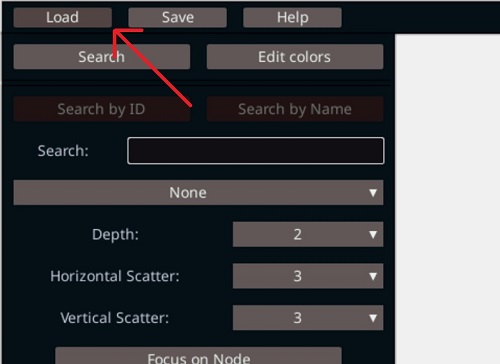 Load Save Help
Search Edit colors
Search by ID Search by Name
Search:
None
Depth: 2
Horizontal Scatter: 3
Vertical Scatter: 3
Focus on Node